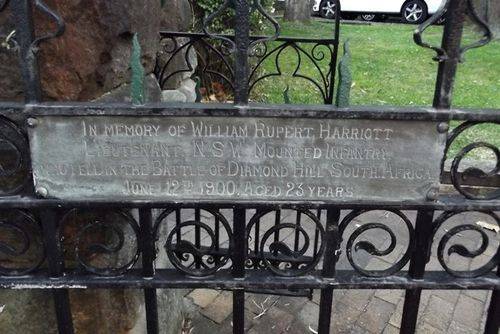 IN MEMORY OF WILLIAM RUPERT HARRIOTT
LIEUTENANT N.S.W. MOUNTED INFANTRY
WHO FELL IN THE BATTLE OF DIAMOND HILL SOUTH AFRICA
JUNE 12TH 1900. AGED 23 YEARS